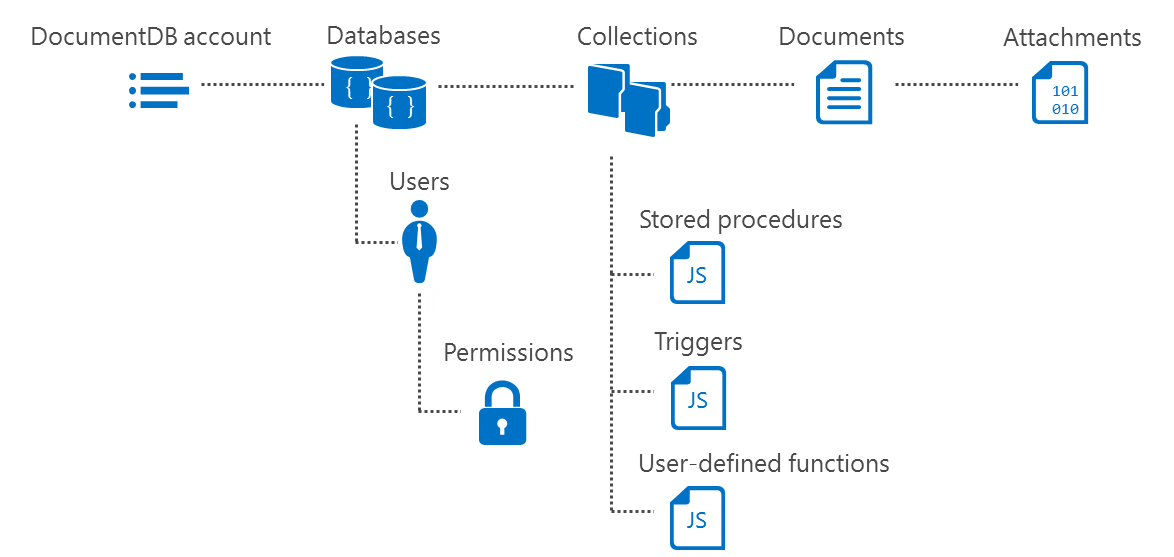 DocumentDB account
Databases
Collections
Documents
Attachments
{ }
{ }
101
010
Users
Stored procedures
JS
Triggers
Permissions
JS
User-defined functions
JS